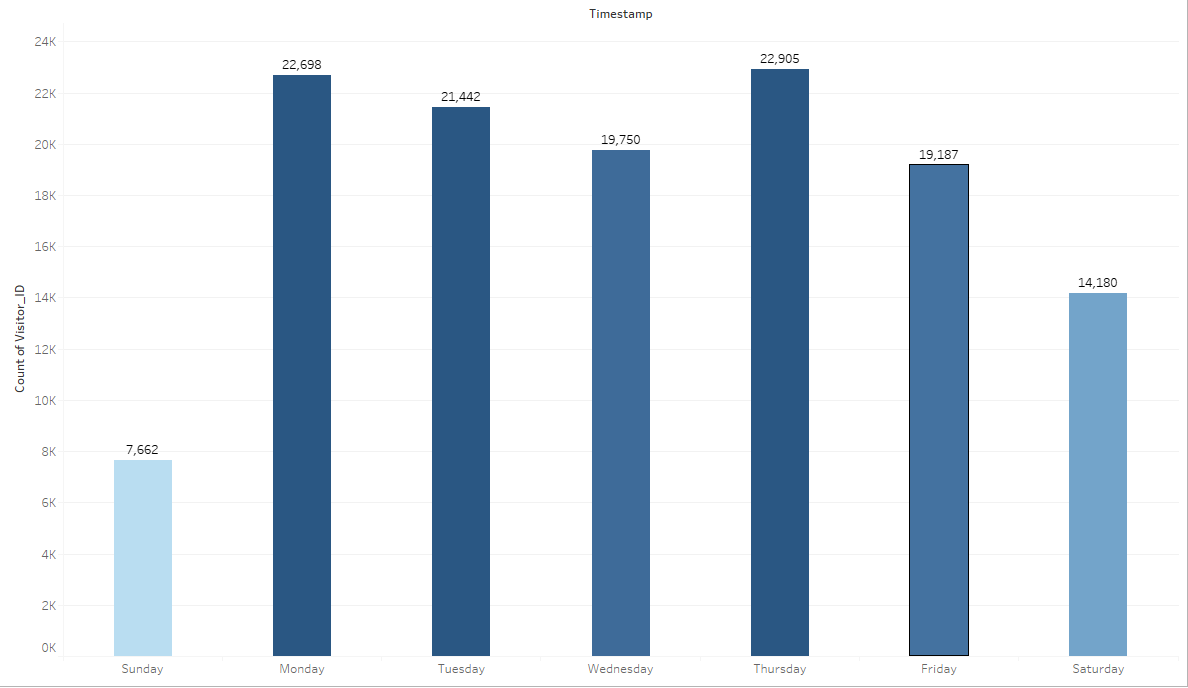 Timestamp
24K
22K
20K
18K
16K
14K
12K
10K
8K
6K
4K
2K
0K
Count of Visitor_ID
7,662
22,698
21,442
19,750
22,905
19,187
14,180
Sunday
Monday
Tuesday
Wednesday
Thursday
Friday
Saturday